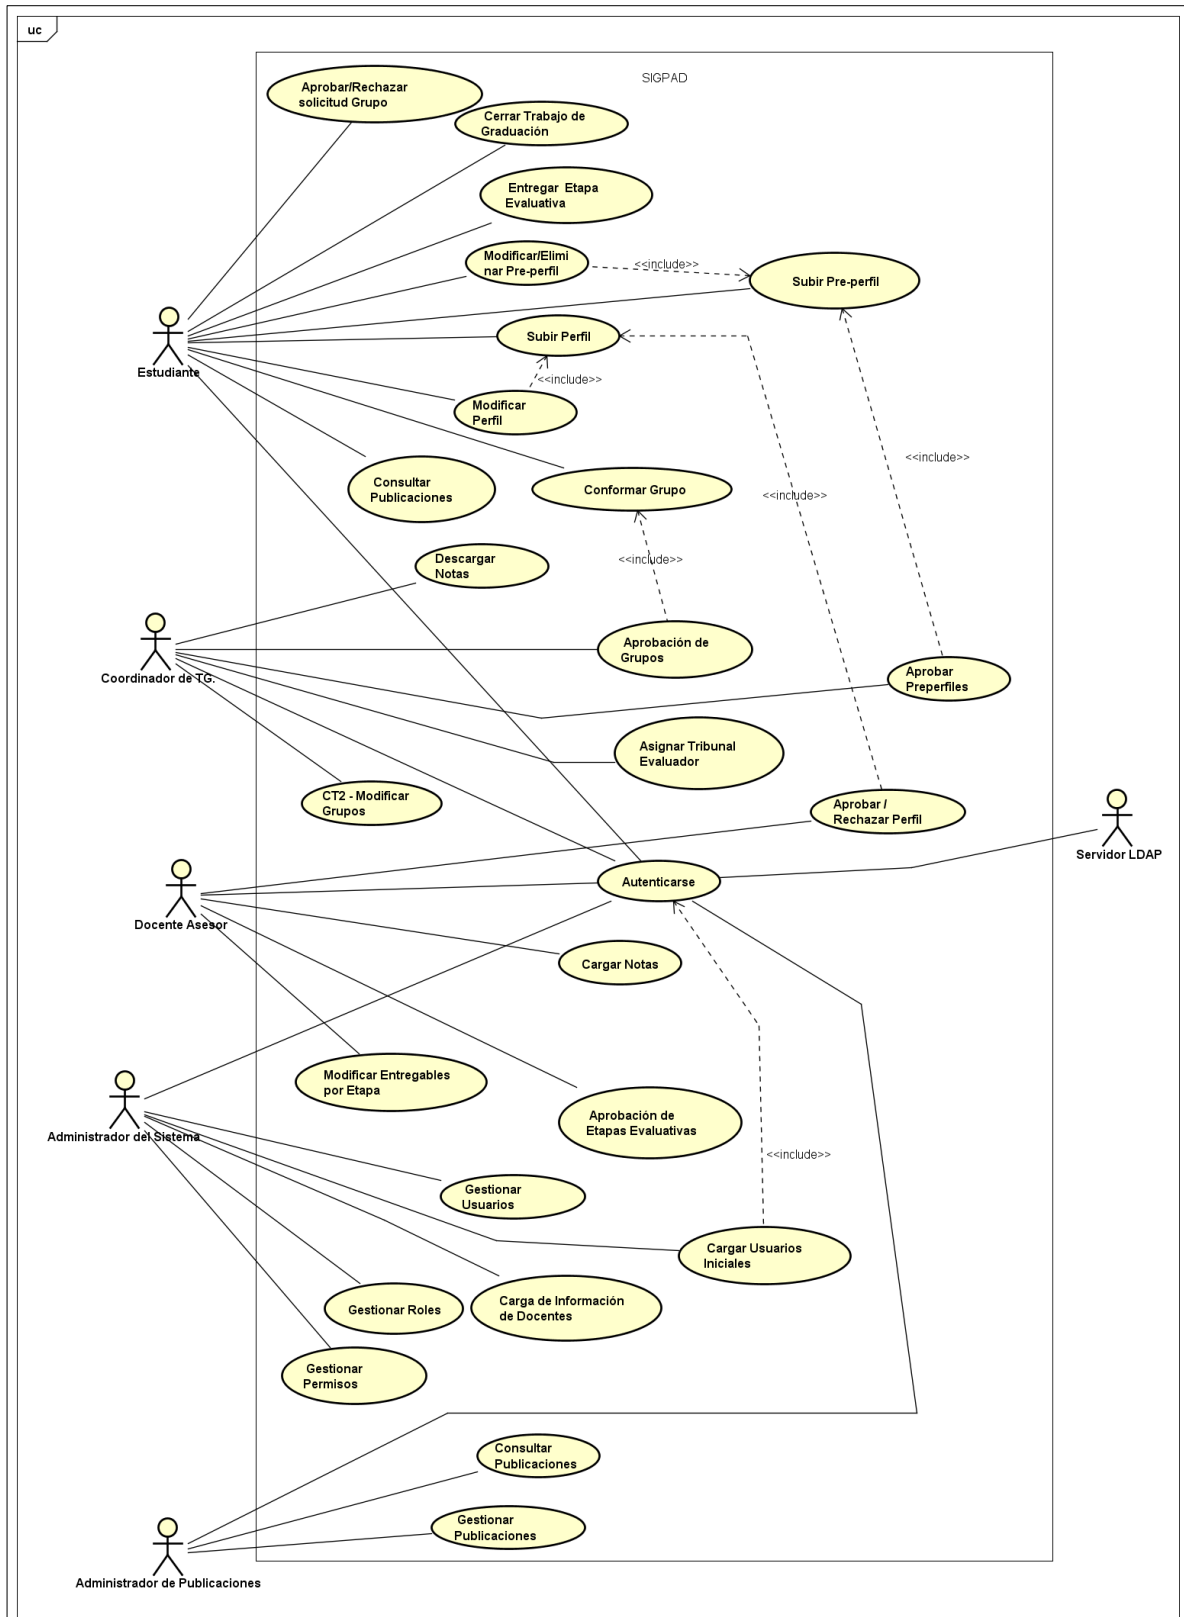 uc
SIGPAD
Aprobar/Rechazar
solicitud Grupo
Cerrar Trabajo de
Graduación
Entregar Etapa
Evaluativa
Modificar/Elimi
nar Pre-perfil
<<include>>
Subir Pre-perfil
Subir Perfil
Estudiante
<<include>>
Modificar
Perfil
<<include>>
Consultar
Publicaciones
Conformar Grupo
<<include>>
Descargar
Notas
<<include>>
Aprobación de
Grupos
Coordinador de TG.
Aprobar
Preperfiles
Asignar Tribunal
Evaluador
CT2 - Modificar
Grupos
Aprobar /
Rechazar Perfil
Servidor LDAP
Autenticarse
Docente Asesor
Cargar Notas
Modificar Entregables
por Etapa
Aprobación de
Etapas Evaluativas
Administrador del Sistema
<<include>>
Gestionar
Usuarios
Cargar Usuarios
Iniciales
Gestionar Roles
Carga de Información
de Docentes
Gestionar
Permisos
Consultar
Publicaciones
Gestionar
Publicaciones
Administrador de Publicaciones